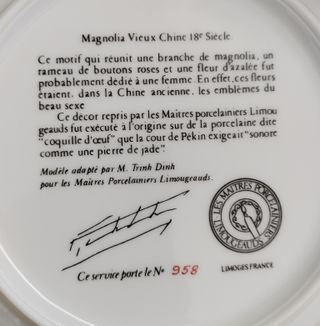 Magnolia Vieux Chine 18e Siècle
Ce motif qui réunit une branche de magnolia, un
rameau de boutons roses et une fleur d'azalée fut
probablement dédié a une femme. En effet, ces fleurs
étaient, dans la Chine ancienne, les emblèmes du
beau sexe
Ce décor repris par les Maitres porcelainiers Limou
geauds fut exécuté à l'origine sur de la porcelaine dite
"coquille d'œuf" que la cour de Pékin exigeait "sonore
comme une pierre de jade".
Modèle adapté par M. Trinh Dinh
pour les Maitres Porcelainiers Limougeauds.
LES MAITRES PORCELAINIERS
LIMOUGEAUDS
Ce service porte le No 958
LIMOGES FRANCE